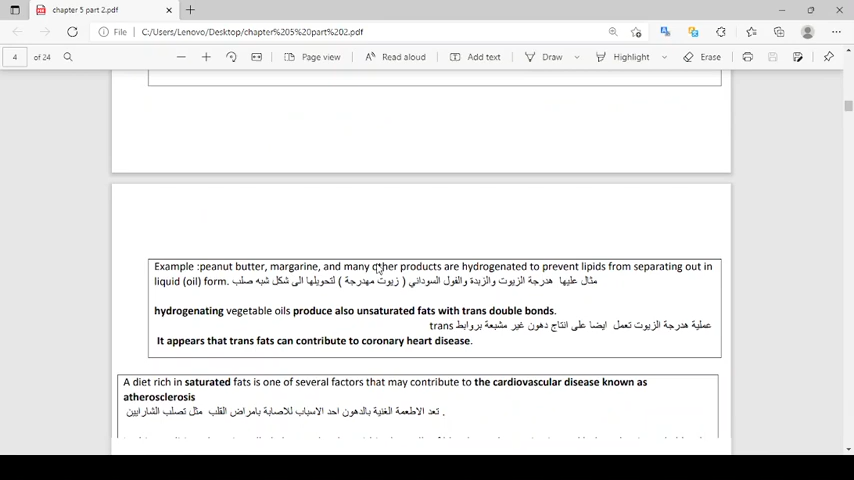 chapter 5 part 2.pdf
File C:/Users/Lenovo/Desktop/chapter%205%20part%202.pdf
4 of 24 Page view Read aloud Add text Draw Highlight Erase
Example :peanut butter, margarine, and many other products are hydrogenated to prevent lipids from separating out in
liquid (oil) form. مثال عليها هدرجة الزيوت والزبدة والفول السوداني ( زيوت مهدرجة ) لتحويلها الى شكل شبه صلب
hydrogenating vegetable oils produce also unsaturated fats with trans double bonds.
عملية هدرجة الزيوت تعمل ايضا على انتاج دهون غير مشبعة بروابط trans
It appears that trans fats can contribute to coronary heart disease.
A diet rich in saturated fats is one of several factors that may contribute to the cardiovascular disease known as
atherosclerosis
تعد الاطعمة الغنية بالدهون احد الاسباب للاصابة بامراض القلب مثل تصلب الشارايين .